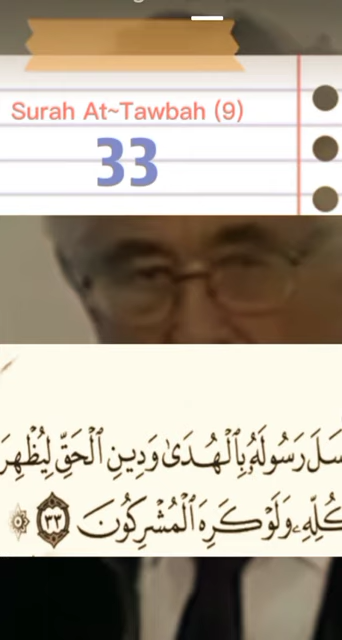 Surah At~Tawbah (9)
33
سَلَ رَسُولَهُۥ بِٱلْهُدَىٰ وَدِينِ ٱلْحَقِّ لِيُظْهِرَ
كُلِّهِۦ وَلَوْ كَرِهَ ٱلْمُشْرِكُونَ ٣٣